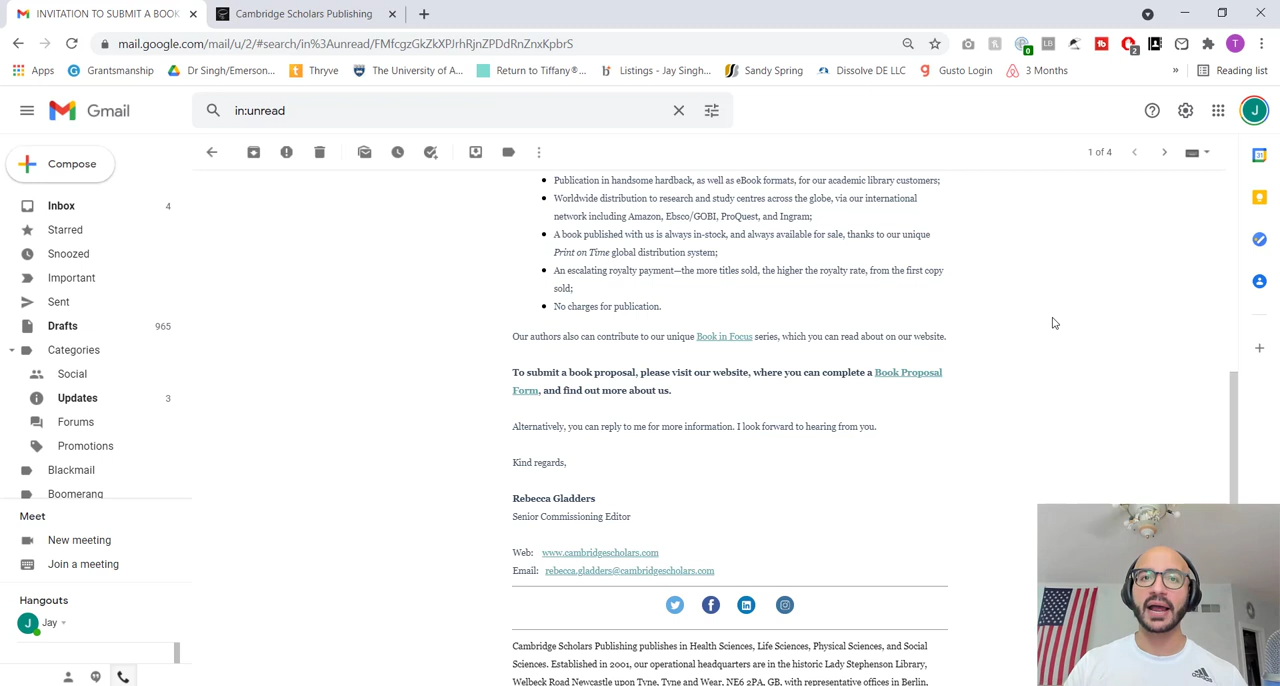 INVITATION TO SUBMIT A BOOK
Cambridge Scholars Publishing
mail.google.com/mail/u/2/#search/in%3Aunread/FMfcgzGkZkXPJrhRjnZPDdRnZnxKpbrS
Apps
Grantsmanship
Dr Singh/Emerson...
Thryve
The University of A...
Return to Tiffany®...
Listings - Jay Singh...
Sandy Spring
Dissolve DE LLC
Gusto Login
3 Months
»
Reading list
Gmail
in:unread
Compose
1 of 4
Inbox 4
Starred
Snoozed
Important
Sent
Drafts 965
Categories
Social
Updates 3
Forums
Promotions
Blackmail
Boomerang
Meet
New meeting
Join a meeting
Hangouts
Jay
Publication in handsome hardback, as well as eBook formats, for our academic library customers;
Worldwide distribution to research and study centres across the globe, via our international
network including Amazon, Ebsco/GOBI, ProQuest, and Ingram;
A book published with us is always in-stock, and always available for sale, thanks to our unique
Print on Time global distribution system;
An escalating royalty payment—the more titles sold, the higher the royalty rate, from the first copy
sold;
No charges for publication.
Our authors also can contribute to our unique Book in Focus series, which you can read about on our website.
To submit a book proposal, please visit our website, where you can complete a Book Proposal
Form, and find out more about us.
Alternatively, you can reply to me for more information. I look forward to hearing from you.
Kind regards,
Rebecca Gladders
Senior Commissioning Editor
Web: www.cambridgescholars.com
Email: rebecca.gladders@cambridgescholars.com
Cambridge Scholars Publishing publishes in Health Sciences, Life Sciences, Physical Sciences, and Social
Sciences. Established in 2001, our operational headquarters are in the historic Lady Stephenson Library,
Welbeck Road Newcastle upon Tyne, Tyne and Wear, NE6 2PA, GB, with representative offices in Berlin,